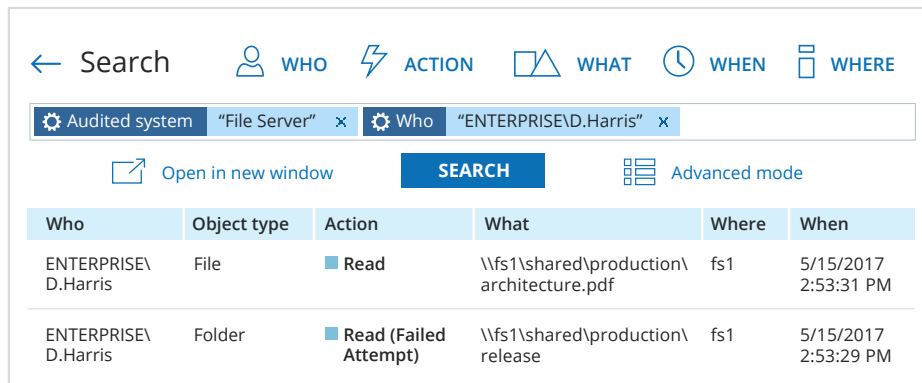 Search WHO ACTION WHAT WHEN WHERE
Audited system “File Server” x Who “ENTERPRISE\D.Harris” x
Open in new window SEARCH Advanced mode
Who Object type Action What Where When
ENTERPRISE\ File Read \\fs1\shared\production\ fs1 5/15/2017
D.Harris architecture.pdf 2:53:31 PM
ENTERPRISE\ Folder Read (Failed \\fs1\shared\production\ fs1 5/15/2017
D.Harris Attempt) release 2:53:29 PM